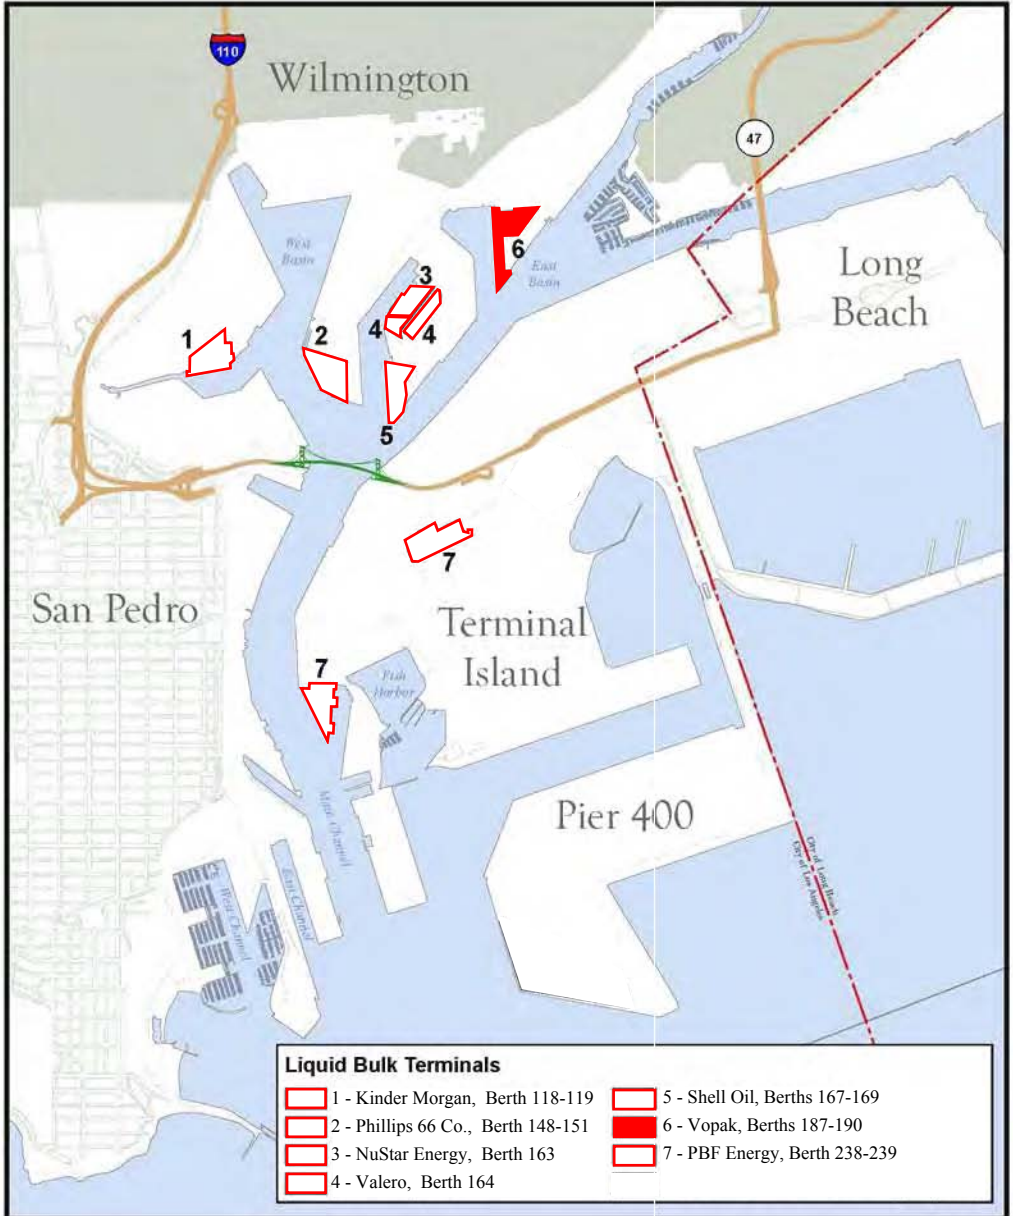 110
Wilmington
47
West
Basin
6
East
Basin
3
Long
Beach
1
2
4
4
5
7
San Pedro
Terminal
Island
7
Fish
Harbor
Main Channel
Pier 400
City of Long Beach
City of Los Angeles
East Channel
West Channel
Liquid Bulk Terminals
1 - Kinder Morgan, Berth 118-119
2 - Phillips 66 Co., Berth 148-151
3 - NuStar Energy, Berth 163
4 - Valero, Berth 164
5 - Shell Oil, Berths 167-169
6 - Vopak, Berths 187-190
7 - PBF Energy, Berth 238-239